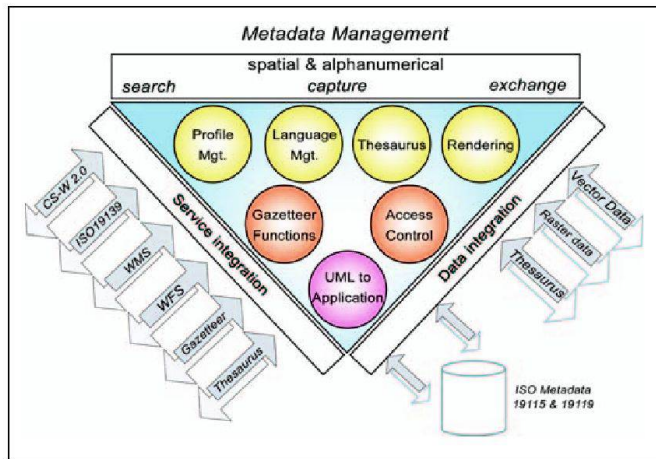 Metadata Management
spatial & alphanumerical
search capture exchange
Profile
Mgt.
Language
Mgt.
Thesaurus
Rendering
Gazetteer
Functions
Access
Control
UML to
Application
Service integration
Data integration
CS-W 2.0
ISO19139
WMS
WFS
Gazetteer
Thesaurus
Vector Data
Raster data
Thesaurus
ISO Metadata
19115 & 19119